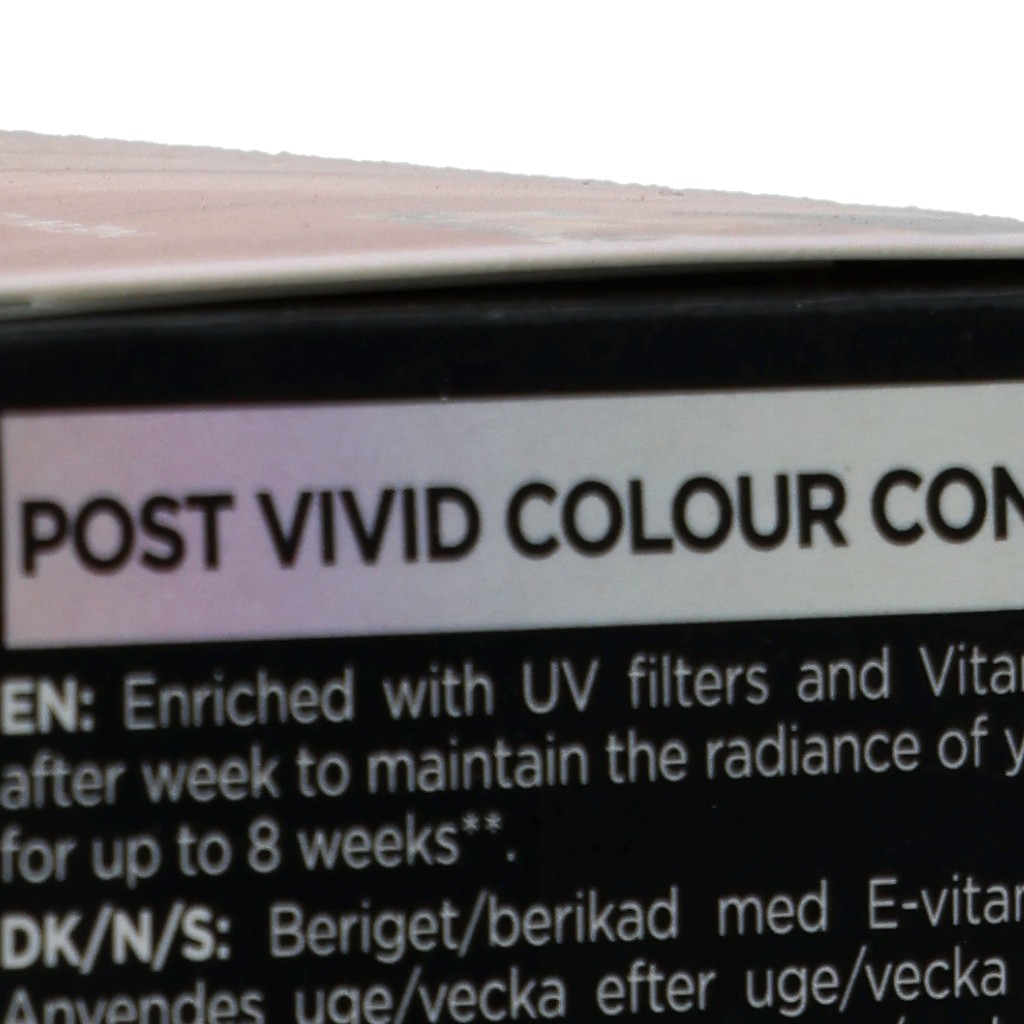 POST VIVID COLOUR CON
EN: Enriched with UV filters and Vita
after week to maintain the radiance of y
for up to 8 weeks**.
DK/N/S: Beriget/berikad med E-vita
Anvendes uge/vecka efter uge/vecka